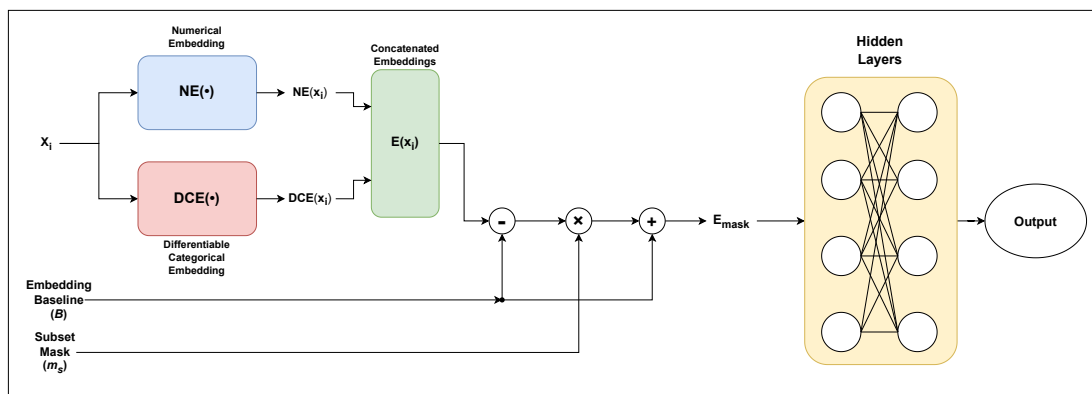 Numerical
Embedding
NE(•)
NE(xi)
Concatenated
Embeddings
E(xi)
Xi
DCE(•)
DCE(xi)
Differentiable
Categorical
Embedding
-
×
+
Emask
Hidden
Layers
Output
Embedding
Baseline
(B)
Subset
Mask
(ms)